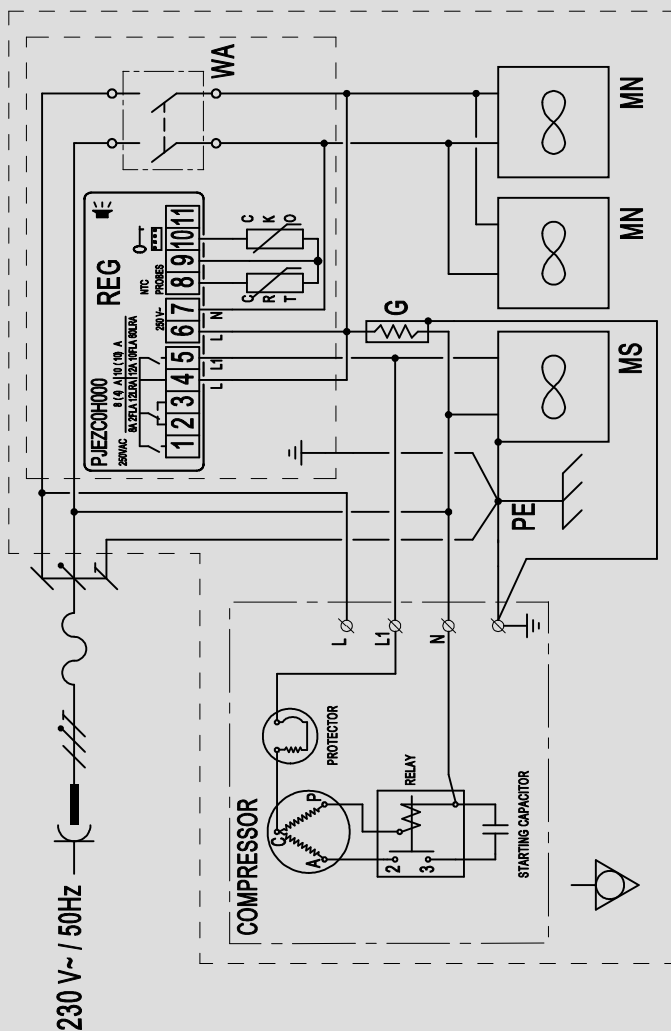 230 V~ / 50Hz
WA
PJEZC0H000
REG
250VAC
8 (4) A 10 (10) A
8A 2FLA 12LRA 12A 10FLA 60LRA
250 V~
NTC
PROBES
1 2 3 4 5 6 7 8 9 10 11
L L1 L N
C R T
C K O
G
MN
MN
MS
PE
COMPRESSOR
L
L1
N
PROTECTOR
C
A
P
RELAY
2
3
STARTING CAPACITOR